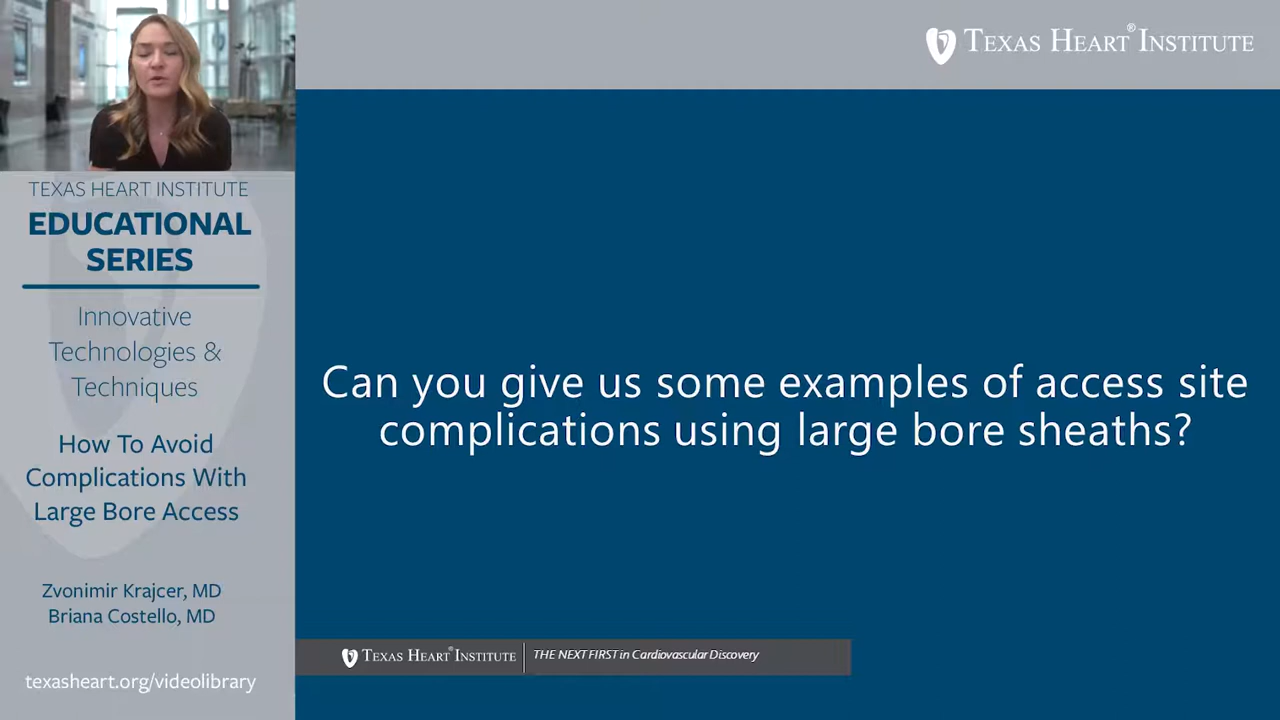 TEXAS HEART® INSTITUTE
TEXAS HEART INSTITUTE
EDUCATIONAL
SERIES
Innovative
Technologies &
Techniques
How To Avoid
Complications With
Large Bore Access
Zvonimir Krajcer, MD
Briana Costello, MD
texasheart.org/videolibrary
Can you give us some examples of access site
complications using large bore sheaths?
TEXAS HEART® INSTITUTE
THE NEXT FIRST in Cardiovascular Discovery